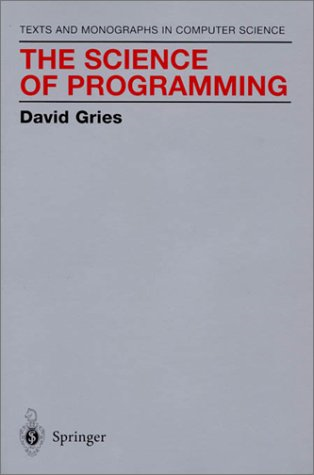 TEXTS AND MONOGRAPHS IN COMPUTER SCIENCE
THE SCIENCE
OF PROGRAMMING
David Gries
Springer